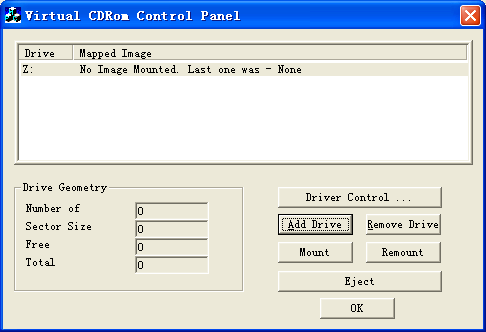 Virtual CDRom Control Panel
Drive Mapped Image
Z: No Image Mounted. Last one was - None
Drive Geometry
Number of 0
Sector Size 0
Free 0
Total 0
Driver Control ...
Add Drive Remove Drive
Mount Remount
Eject
OK